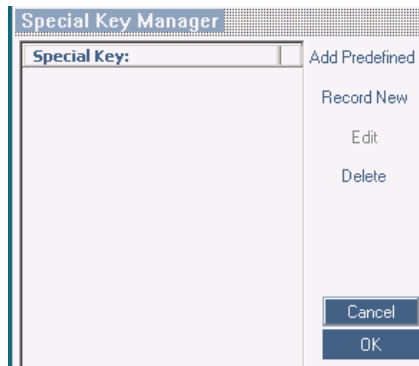 Special Key Manager
Special Key:
Add Predefined
Record New
Edit
Delete
Cancel
OK